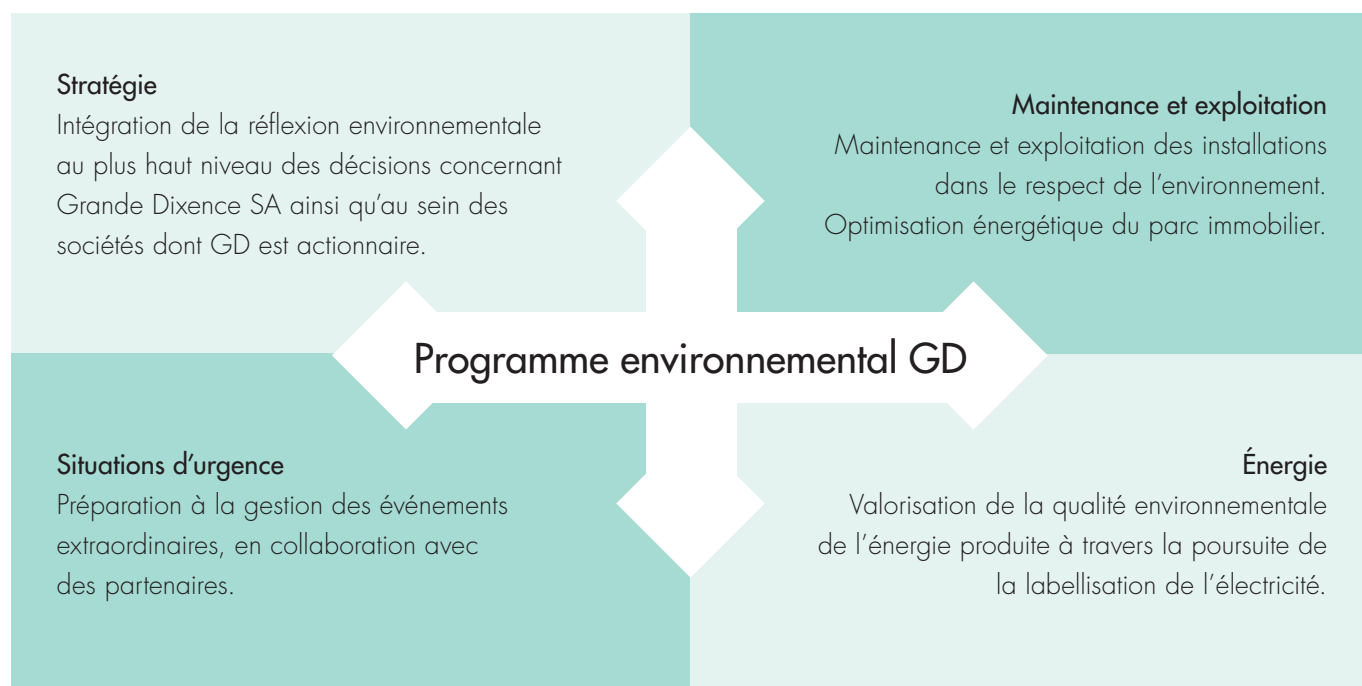 Stratégie
Intégration de la réflexion environnementale
au plus haut niveau des décisions concernant
Grande Dixence SA ainsi qu’au sein des
sociétés dont GD est actionnaire.
Maintenance et exploitation
Maintenance et exploitation des installations
dans le respect de l’environnement.
Optimisation énergétique du parc immobilier.
Programme environnemental GD
Situations d’urgence
Préparation à la gestion des événements
extraordinaires, en collaboration avec
des partenaires.
Énergie
Valorisation de la qualité environnementale
de l’énergie produite à travers la poursuite de
la labellisation de l’électricité.